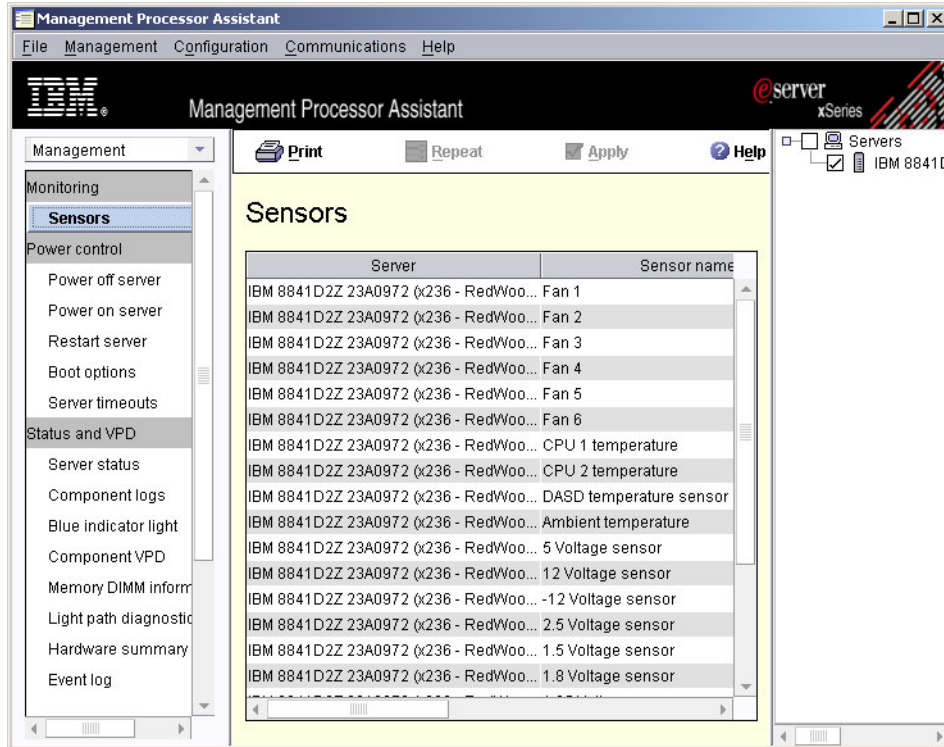 Management Processor Assistant
File Management Configuration Communications Help
IBM®
Management Processor Assistant
eserver
xSeries
Management
Monitoring
Sensors
Power control
Power off server
Power on server
Restart server
Boot options
Server timeouts
Status and VPD
Server status
Component logs
Blue indicator light
Component VPD
Memory DIMM inform
Light path diagnostic
Hardware summary
Event log
Print Repeat Apply Help
Sensors
Server Sensor name
IBM 8841D2Z 23A0972 (x236 - RedWoo... Fan 1
IBM 8841D2Z 23A0972 (x236 - RedWoo... Fan 2
IBM 8841D2Z 23A0972 (x236 - RedWoo... Fan 3
IBM 8841D2Z 23A0972 (x236 - RedWoo... Fan 4
IBM 8841D2Z 23A0972 (x236 - RedWoo... Fan 5
IBM 8841D2Z 23A0972 (x236 - RedWoo... Fan 6
IBM 8841D2Z 23A0972 (x236 - RedWoo... CPU 1 temperature
IBM 8841D2Z 23A0972 (x236 - RedWoo... CPU 2 temperature
IBM 8841D2Z 23A0972 (x236 - RedWoo... DASD temperature sensor
IBM 8841D2Z 23A0972 (x236 - RedWoo... Ambient temperature
IBM 8841D2Z 23A0972 (x236 - RedWoo... 5 Voltage sensor
IBM 8841D2Z 23A0972 (x236 - RedWoo... 12 Voltage sensor
IBM 8841D2Z 23A0972 (x236 - RedWoo... -12 Voltage sensor
IBM 8841D2Z 23A0972 (x236 - RedWoo... 2.5 Voltage sensor
IBM 8841D2Z 23A0972 (x236 - RedWoo... 1.5 Voltage sensor
IBM 8841D2Z 23A0972 (x236 - RedWoo... 1.8 Voltage sensor
Servers
IBM 8841D